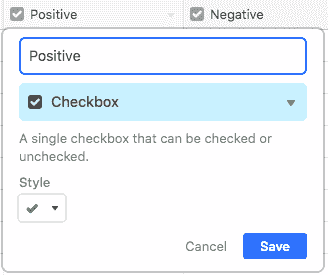 Positive Negative
Positive
Checkbox
A single checkbox that can be checked or
unchecked.
Style
Cancel Save